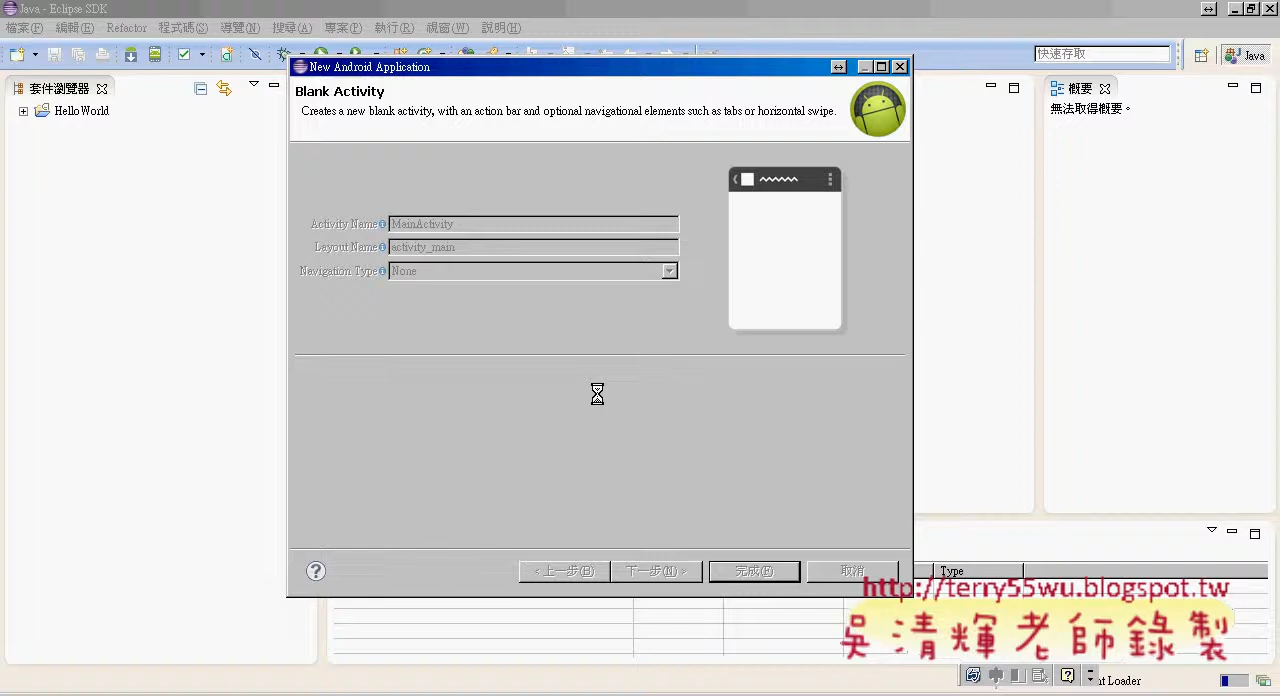 Java - Eclipse SDK
檔案(F) 編輯(E) Refactor 程式碼(S) 導覽(N) 搜尋(A) 專案(P) 執行(R) 視窗(W) 說明(H)
快速存取
Java
套件瀏覽器
HelloWorld
New Android Application
Blank Activity
Creates a new blank activity, with an action bar and optional navigational elements such as tabs or horizontal swipe.
Activity Name
MainActivity
Layout Name
activity_main
Navigation Type
None
< 上一步(B)
下一步(N) >
完成(F)
取消
概要
無法取得概要。
Type
http://terry55wu.blogspot.tw
吳清輝老師錄製
nt Loader